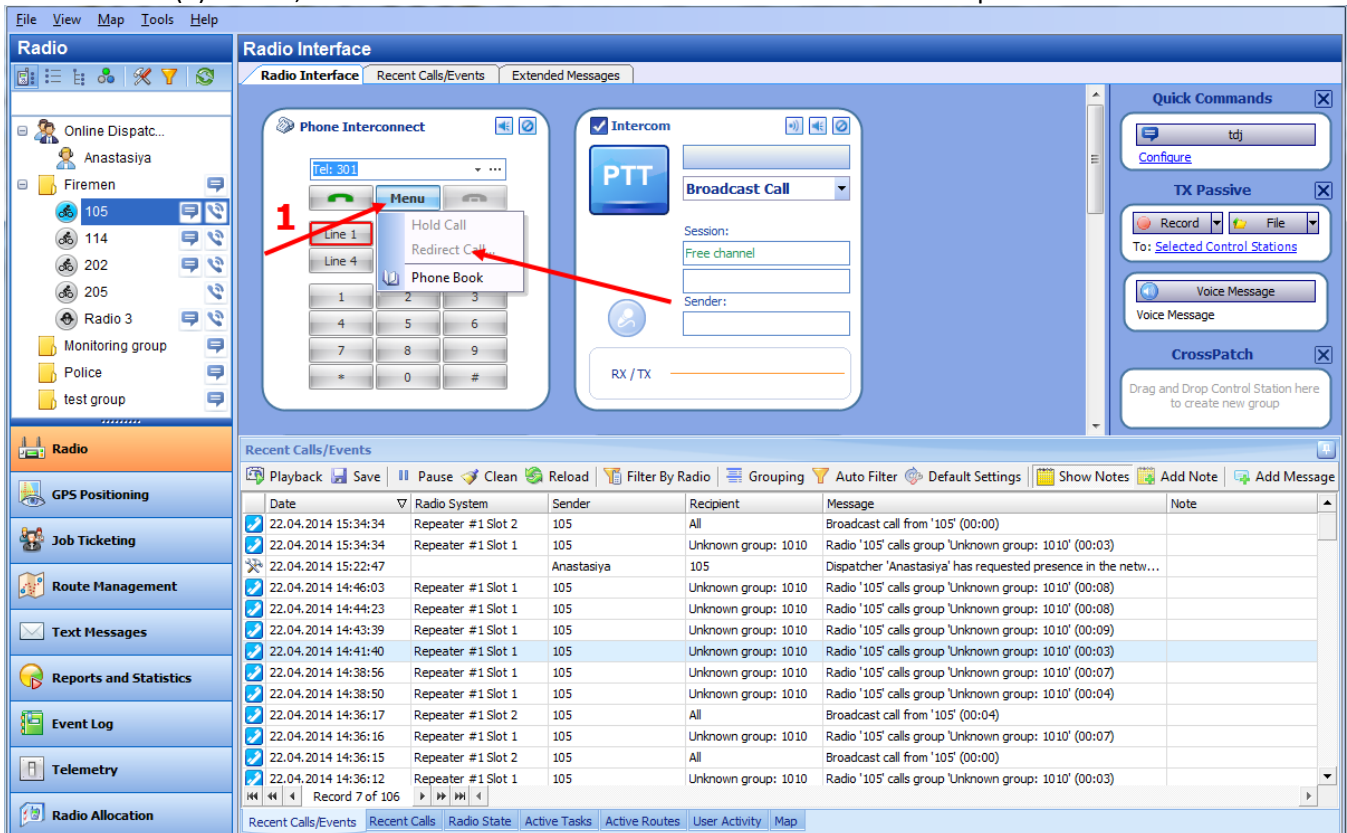 File View Map Tools Help
Radio
Radio Interface
Radio Interface Recent Calls/Events Extended Messages
Online Dispatc...
Anastasiya
Firemen
105
114
202
205
Radio 3
Monitoring group
Police
test group
Radio
GPS Positioning
Job Ticketing
Route Management
Text Messages
Reports and Statistics
Event Log
Telemetry
Radio Allocation
Phone Interconnect
Tel: 301
Menu
1
Line 1
Line 4
Hold Call
Redirect Call...
Phone Book
1 2 3
4 5 6
7 8 9
* 0 #
Intercom
PTT
Broadcast Call
Session:
Free channel
Sender:
RX / TX
Quick Commands
tdj
Configure
TX Passive
Record File
To: Selected Control Stations
Voice Message
Voice Message
CrossPatch
Drag and Drop Control Station here
to create new group
Recent Calls/Events
Playback Save Pause Clean Reload Filter By Radio Grouping Auto Filter Default Settings Show Notes Add Note Add Message
Date Radio System Sender Recipient Message Note
22.04.2014 15:34:34 Repeater #1 Slot 2 105 All Broadcast call from '105' (00:00)
22.04.2014 15:34:34 Repeater #1 Slot 1 105 Unknown group: 1010 Radio '105' calls group 'Unknown group: 1010' (00:03)
22.04.2014 15:22:47 Anastasiya 105 Dispatcher 'Anastasiya' has requested presence in the netw...
22.04.2014 14:46:03 Repeater #1 Slot 1 105 Unknown group: 1010 Radio '105' calls group 'Unknown group: 1010' (00:08)
22.04.2014 14:44:23 Repeater #1 Slot 1 105 Unknown group: 1010 Radio '105' calls group 'Unknown group: 1010' (00:08)
22.04.2014 14:43:39 Repeater #1 Slot 1 105 Unknown group: 1010 Radio '105' calls group 'Unknown group: 1010' (00:09)
22.04.2014 14:41:40 Repeater #1 Slot 1 105 Unknown group: 1010 Radio '105' calls group 'Unknown group: 1010' (00:03)
22.04.2014 14:38:56 Repeater #1 Slot 1 105 Unknown group: 1010 Radio '105' calls group 'Unknown group: 1010' (00:07)
22.04.2014 14:38:50 Repeater #1 Slot 1 105 Unknown group: 1010 Radio '105' calls group 'Unknown group: 1010' (00:04)
22.04.2014 14:36:17 Repeater #1 Slot 2 105 All Broadcast call from '105' (00:04)
22.04.2014 14:36:16 Repeater #1 Slot 1 105 Unknown group: 1010 Radio '105' calls group 'Unknown group: 1010' (00:07)
22.04.2014 14:36:15 Repeater #1 Slot 2 105 All Broadcast call from '105' (00:00)
22.04.2014 14:36:12 Repeater #1 Slot 1 105 Unknown group: 1010 Radio '105' calls group 'Unknown group: 1010' (00:03)
Record 7 of 106
Recent Calls/Events Recent Calls Radio State Active Tasks Active Routes User Activity Map